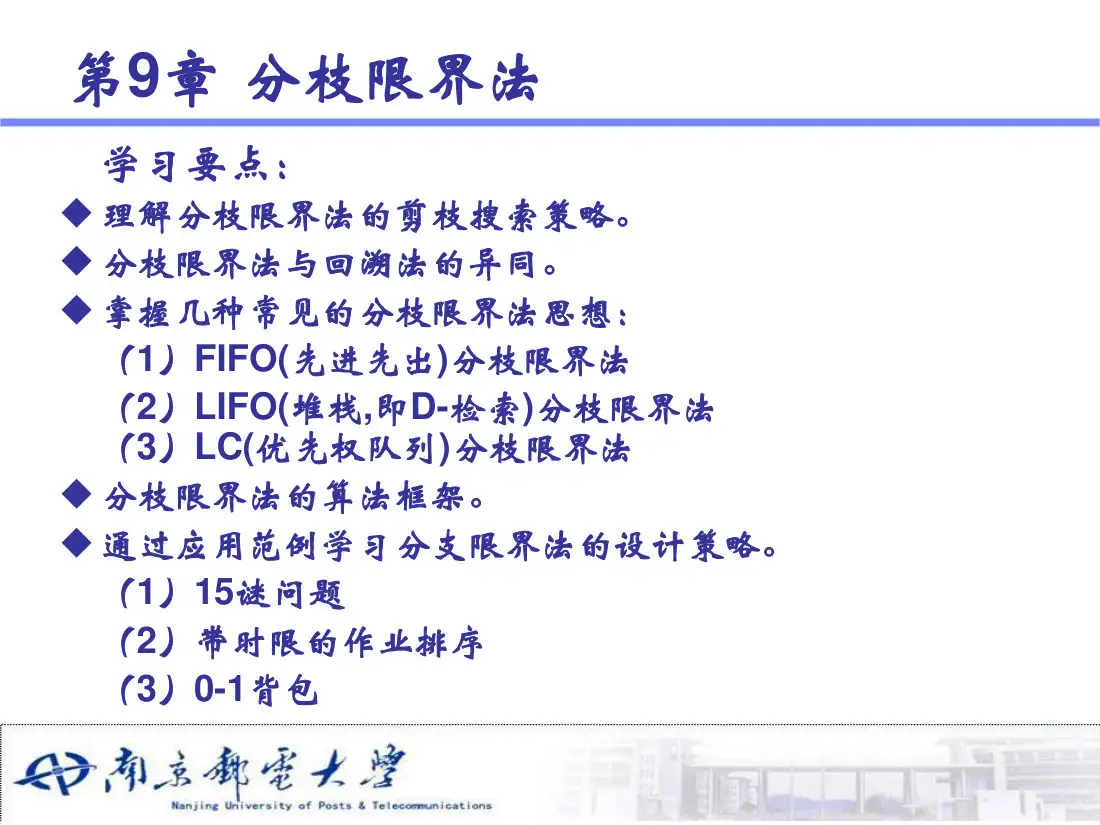 第9章 分枝限界法
学习要点：
◆ 理解分枝限界法的剪枝搜索策略。
◆ 分枝限界法与回溯法的异同。
◆ 掌握几种常见的分枝限界法思想：
（1）FIFO(先进先出)分枝限界法
（2）LIFO(堆栈,即D-检索)分枝限界法
（3）LC(优先权队列)分枝限界法
◆ 分枝限界法的算法框架。
◆ 通过应用范例学习分支限界法的设计策略。
（1）15谜问题
（2）带时限的作业排序
（3）0-1背包
南京郵電大學
Nanjing University of Posts & Telecommunications